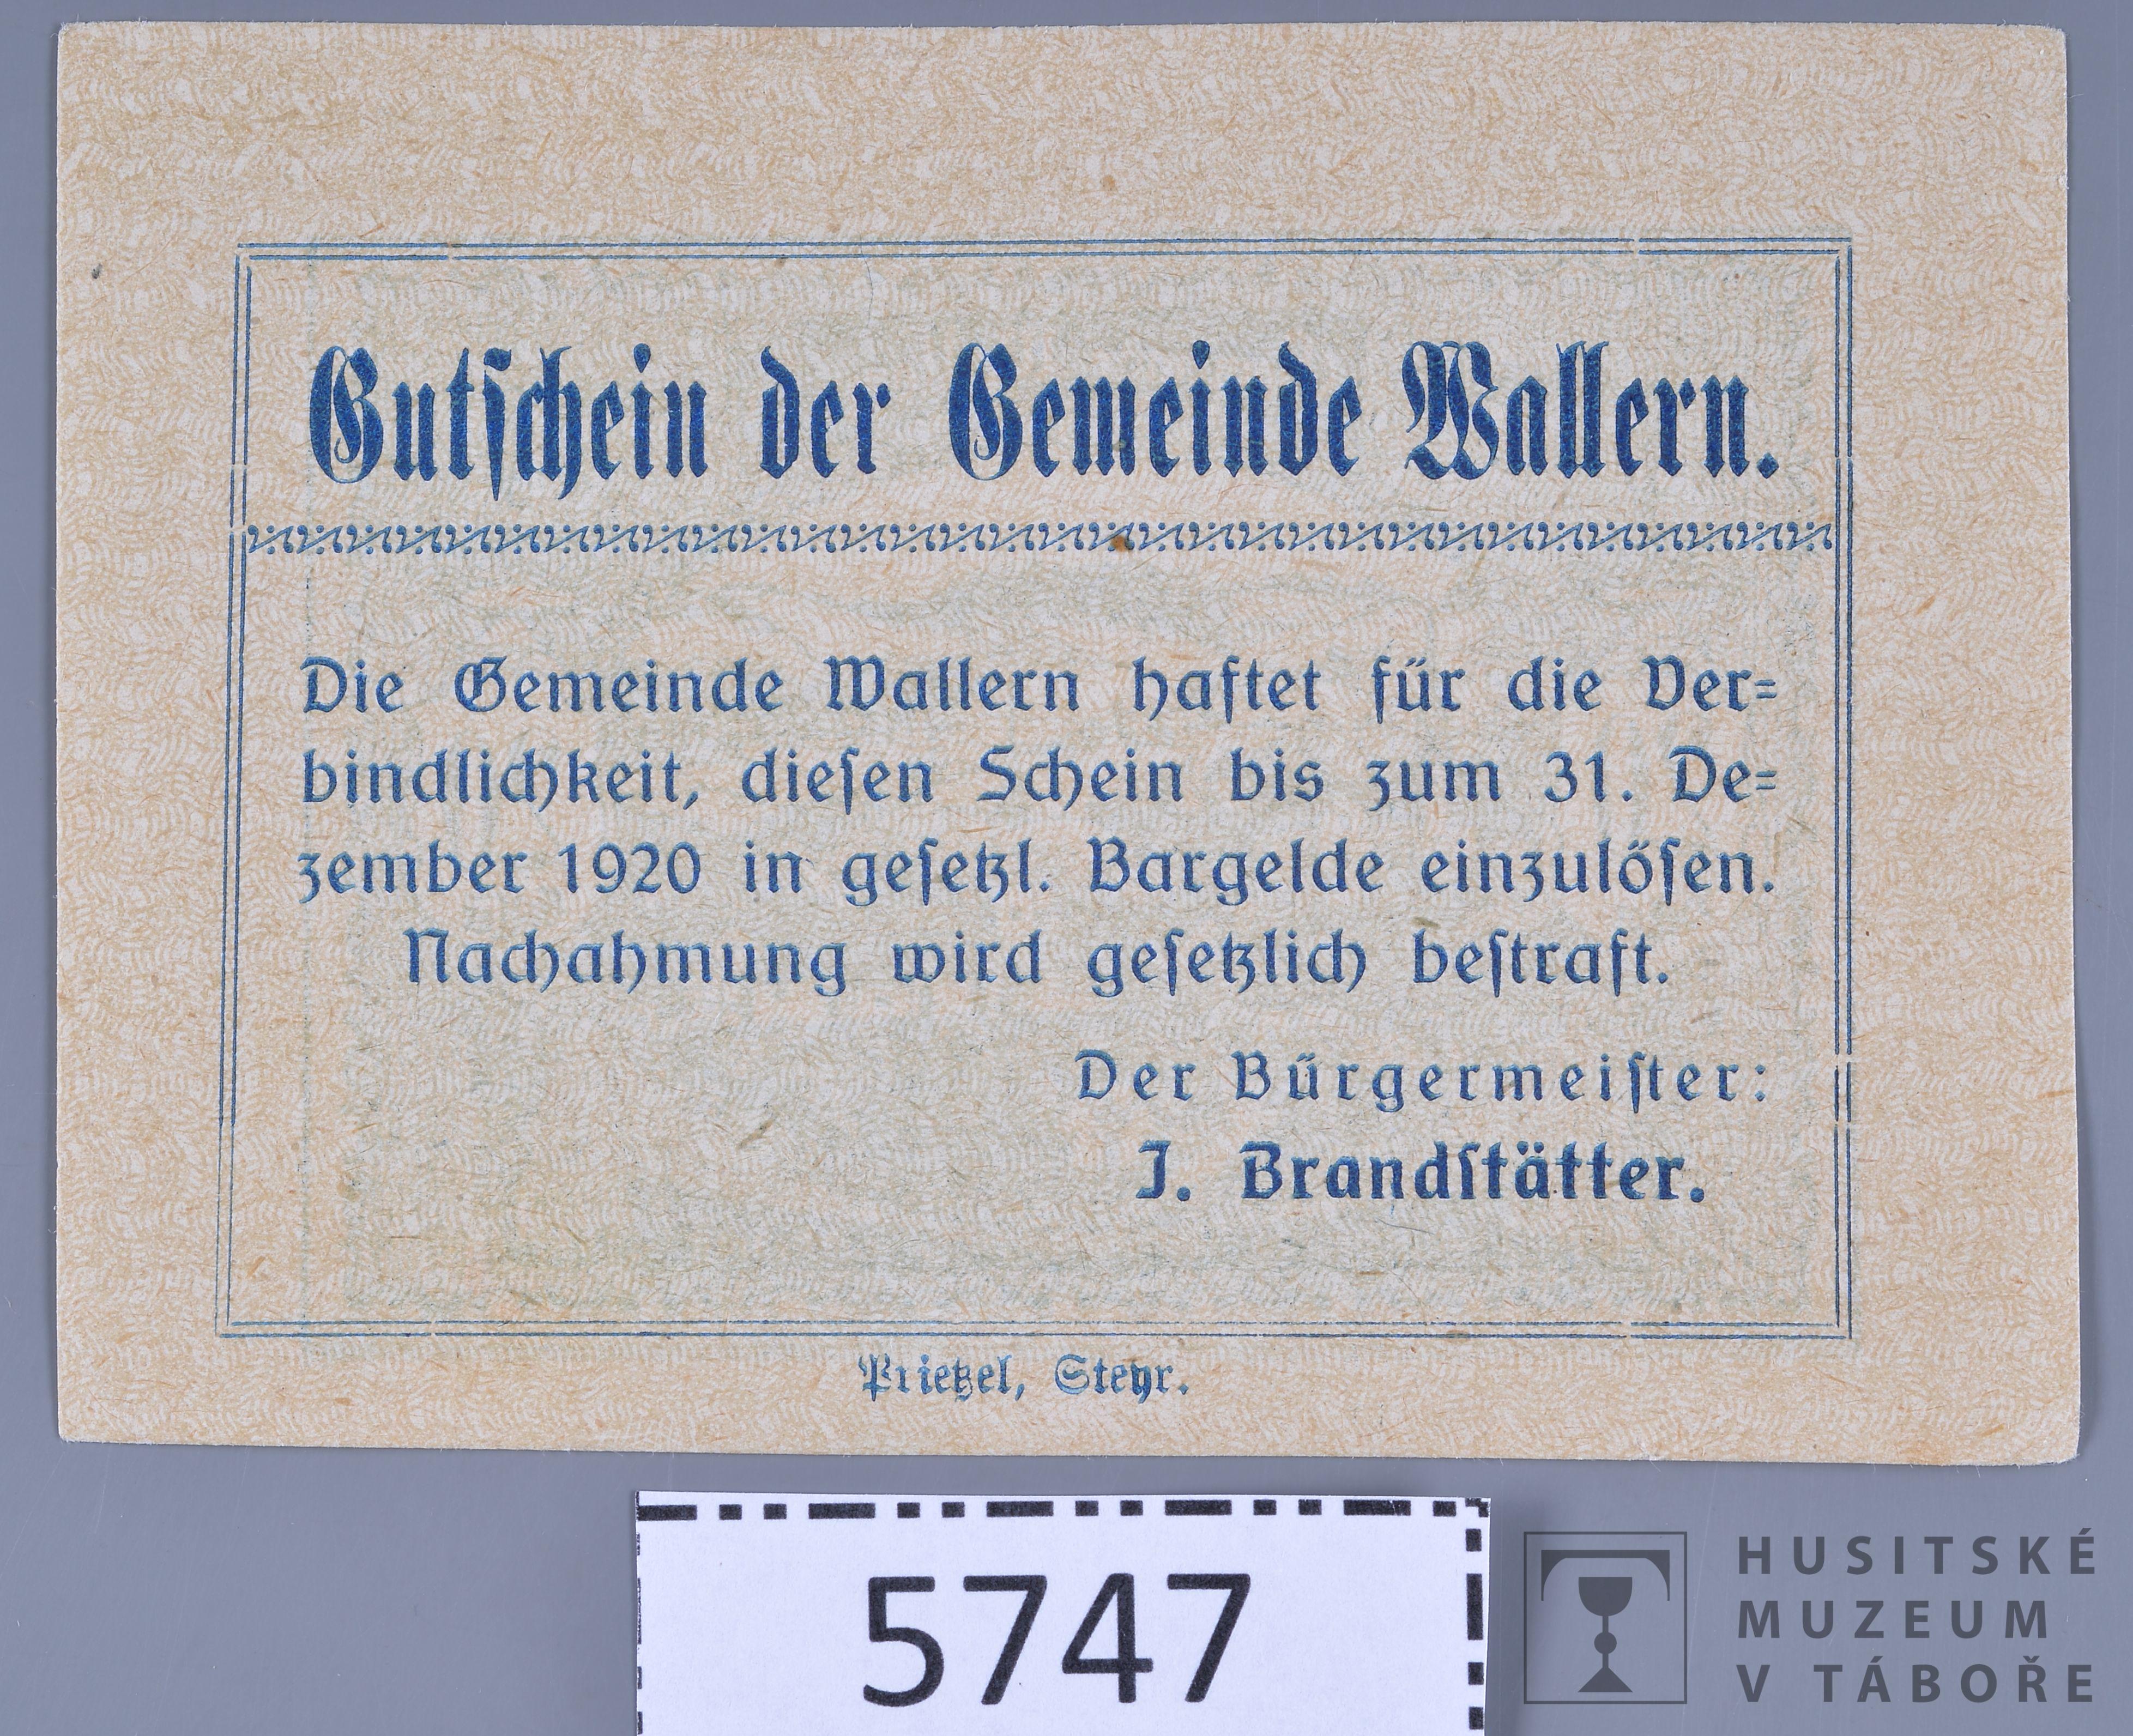 Gutſchein der Gemeinde Wallern.
Die Gemeinde Wallern haftet für die Ver=
bindlichkeit, dieſen Schein bis zum 31. De=
zember 1920 in geſetzl. Bargelde einzulöſen.
Nachahmung wird geſetzlich beſtraft.
Der Bürgermeiſter:
J. Brandſtätter.
Prietzel, Steyr.
5747
HUSITSKÉ
MUZEUM
V TÁBOŘE